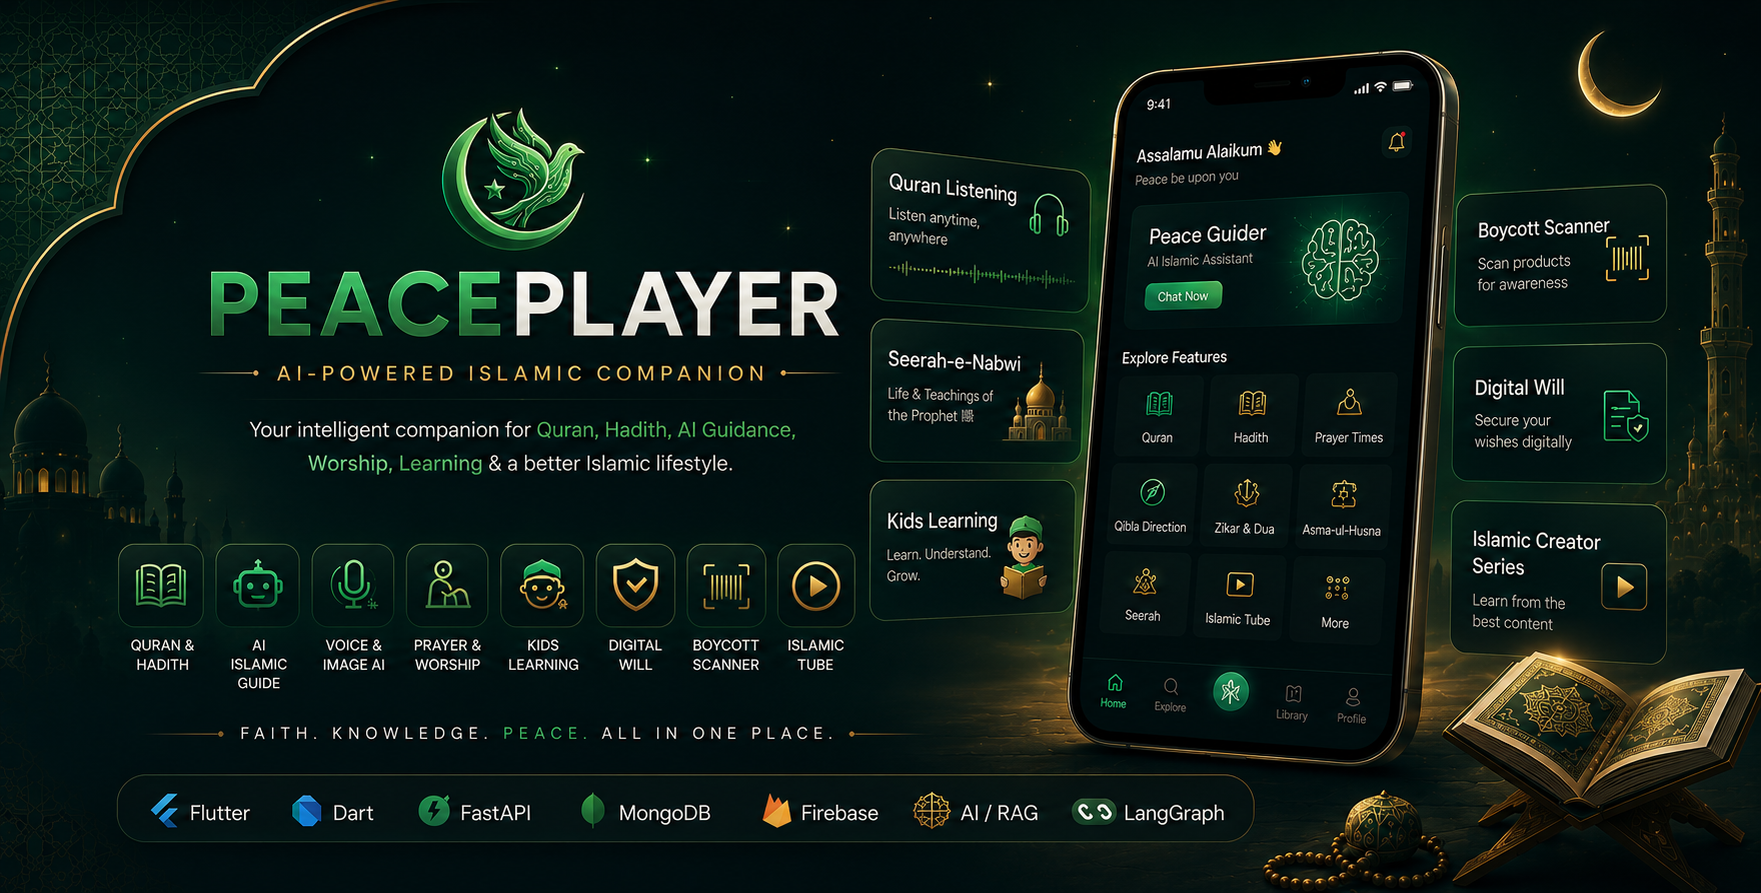 PEACEPLAYER
AI-POWERED ISLAMIC COMPANION
Your intelligent companion for Quran, Hadith, AI Guidance,
Worship, Learning & a better Islamic lifestyle.
QURAN &
HADITH
AI
ISLAMIC
GUIDE
VOICE &
IMAGE AI
PRAYER &
WORSHIP
KIDS
LEARNING
DIGITAL
WILL
BOYCOTT
SCANNER
ISLAMIC
TUBE
FAITH. KNOWLEDGE. PEACE. ALL IN ONE PLACE.
Flutter
Dart
FastAPI
MongoDB
Firebase
AI / RAG
LangGraph
Quran Listening
Listen anytime,
anywhere
Seerah-e-Nabwi
Life & Teachings of
the Prophet
Kids Learning
Learn. Understand.
Grow.
9:41
Assalamu Alaikum 👋
Peace be upon you
Peace Guider
AI Islamic Assistant
Chat Now
Explore Features
Quran
Hadith
Prayer Times
Qibla Direction
Zikar & Dua
Asma-ul-Husna
Seerah
Islamic Tube
More
Home
Explore
Library
Profile
Boycott Scanner
Scan products
for awareness
Digital Will
Secure your
wishes digitally
Islamic Creator
Series
Learn from the
best content